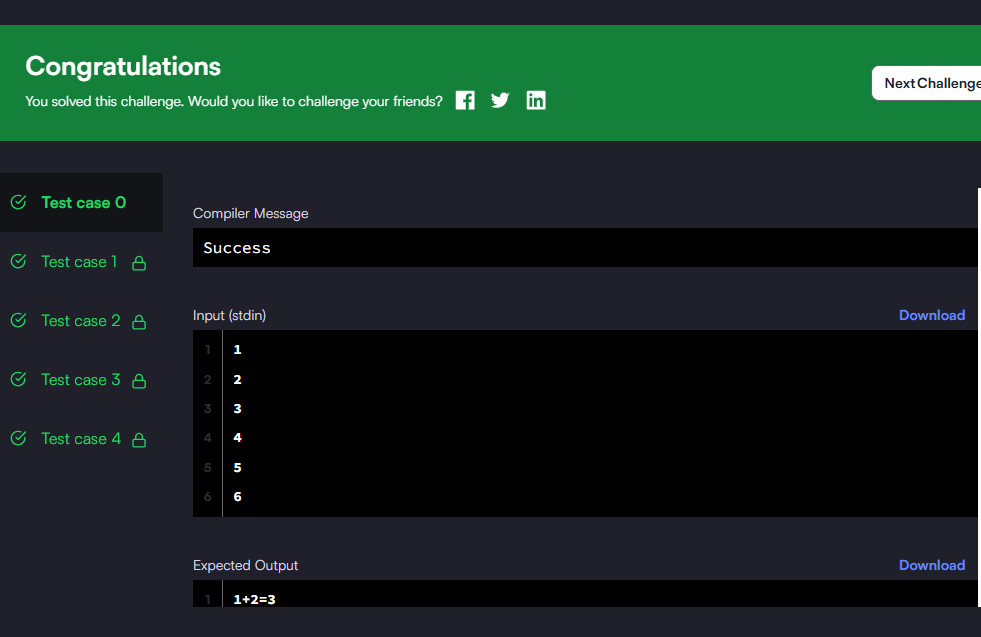 Congratulations
You solved this challenge. Would you like to challenge your friends?
Next Challenge
Test case 0
Test case 1
Test case 2
Test case 3
Test case 4
Compiler Message
Success
Input (stdin)
Download
1 1
2 2
3 3
4 4
5 5
6 6
Expected Output
Download
1 1+2=3